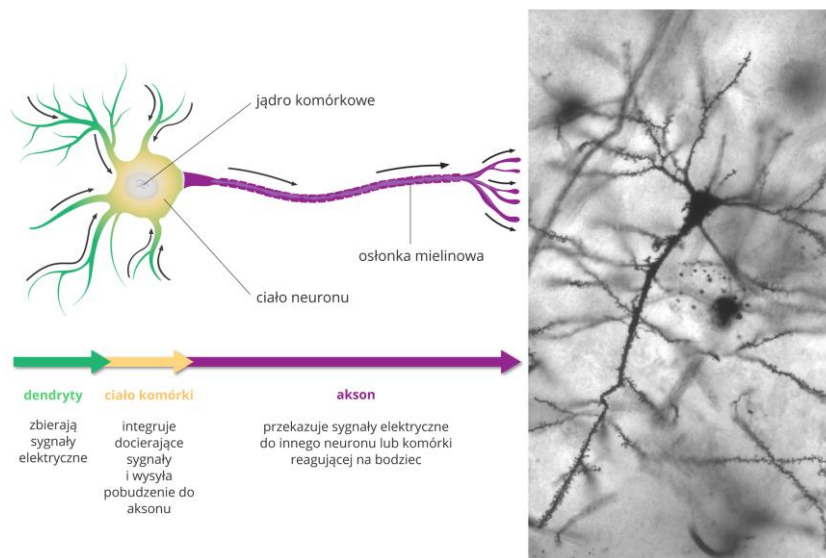 jądro komórkowe
osłonka mielinowa
ciało neuronu
dendryty
zbierają
sygnały
elektryczne
ciało komórki
integruje
docierające
sygnały
i wysyła
pobudzenie do
aksonu
akson
przekazuje sygnały elektryczne
do innego neuronu lub komórki
reagującej na bodziec